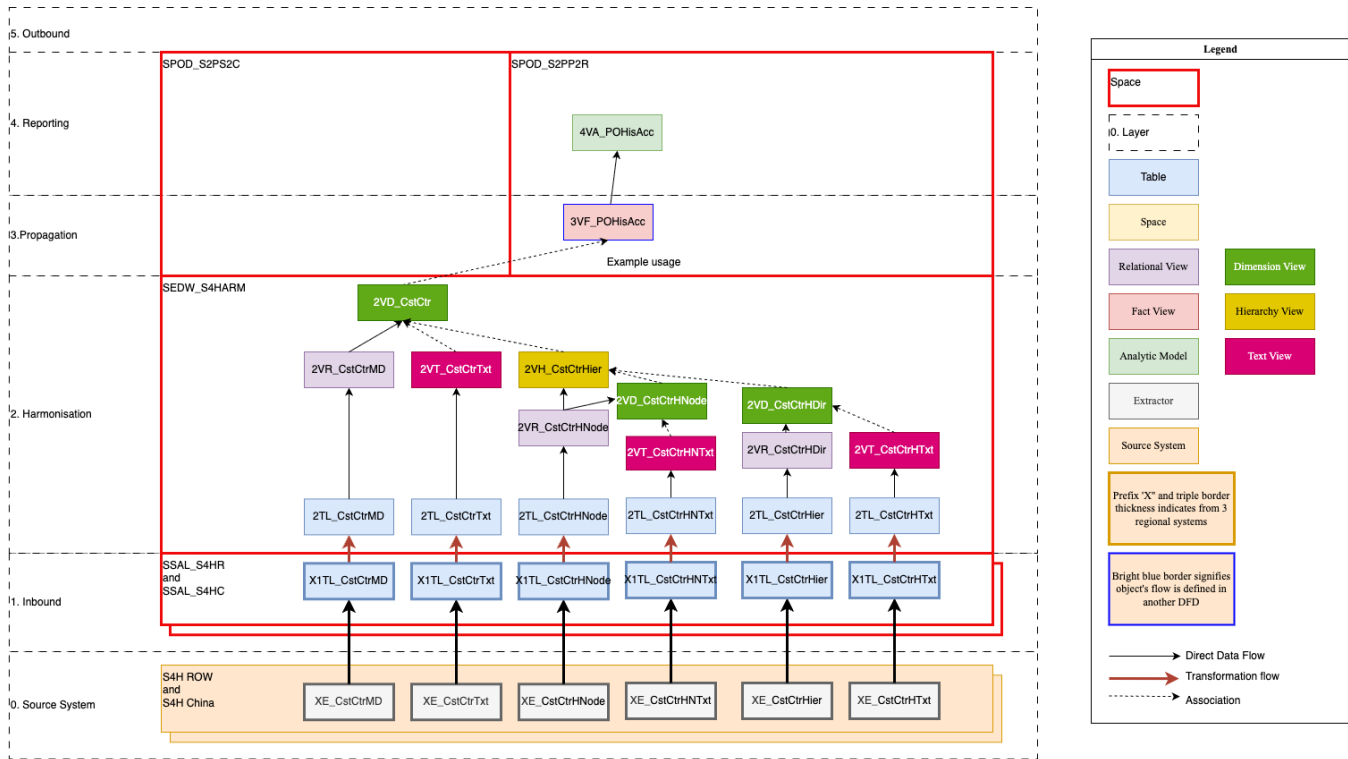 5. Outbound
SPOD_S2PS2C
SPOD_S2PP2R
4. Reporting
4VA_POHisAcc
3.Propagation
3VF_POHisAcc
Example usage
SEDW_S4HARM
2VD_CstCtr
2VR_CstCtrMD
2VT_CstCtrTxt
2VH_CstCtrHier
2VD_CstCtrHNode
2VD_CstCtrHDir
2. Harmonisation
2VR_CstCtrHNode
2VT_CstCtrHNTxt
2VR_CstCtrHDir
2VT_CstCtrHTxt
2TL_CstCtrMD
2TL_CstCtrTxt
2TL_CstCtrHNode
2TL_CstCtrHNTxt
2TL_CstCtrHier
2TL_CstCtrHTxt
SSAL_S4HR
and
SSAL_S4HC
1. Inbound
X1TL_CstCtrMD
X1TL_CstCtrTxt
X1TL_CstCtrHNode
X1TL_CstCtrHNTxt
X1TL_CstCtrHier
X1TL_CstCtrHTxt
S4H ROW
and
S4H China
0. Source System
XE_CstCtrMD
XE_CstCtrTxt
XE_CstCtrHNode
XE_CstCtrHNTxt
XE_CstCtrHier
XE_CstCtrHTxt
Legend
Space
0. Layer
Table
Space
Relational View
Dimension View
Fact View
Hierarchy View
Analytic Model
Text View
Extractor
Source System
Prefix 'X" and triple border
thickness indicates from 3
regional systems
Bright blue border signifies
object's flow is defined in
another DFD
Direct Data Flow
Transformation flow
Association